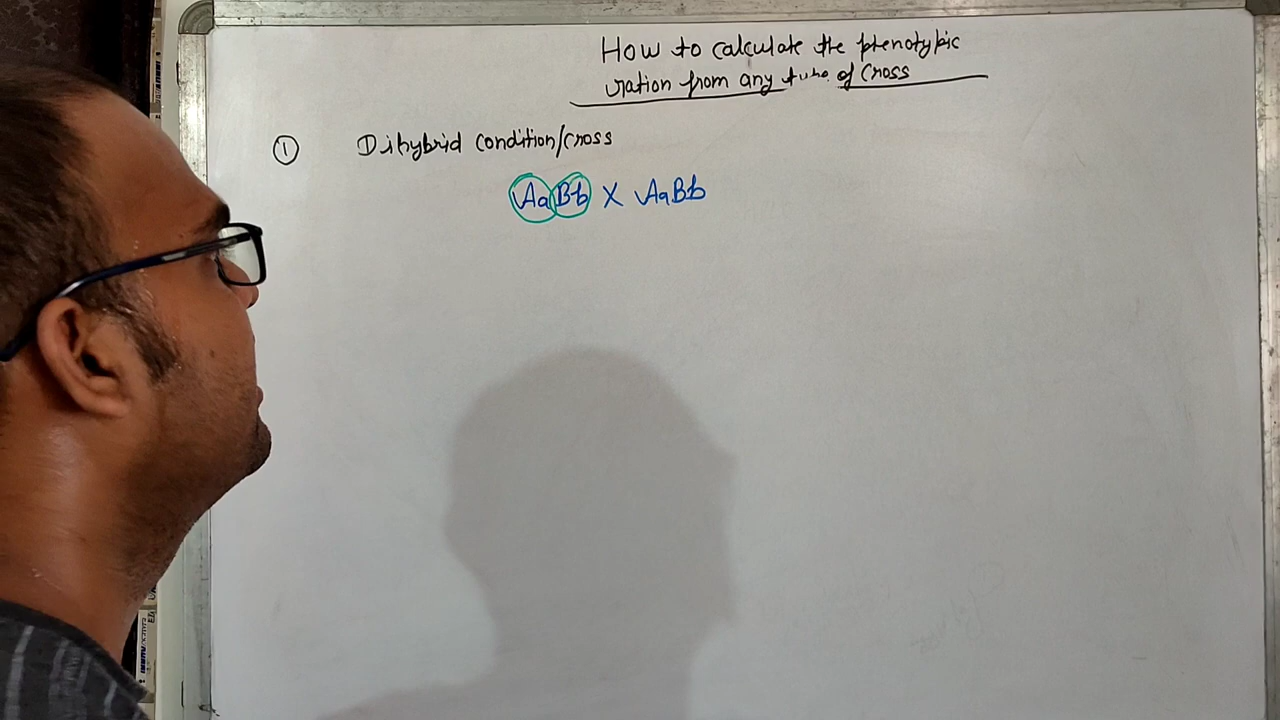 How to calculate the phenotypic
ration from any of Cross
① Dihybrid condition/cross
AaBb X AaBb